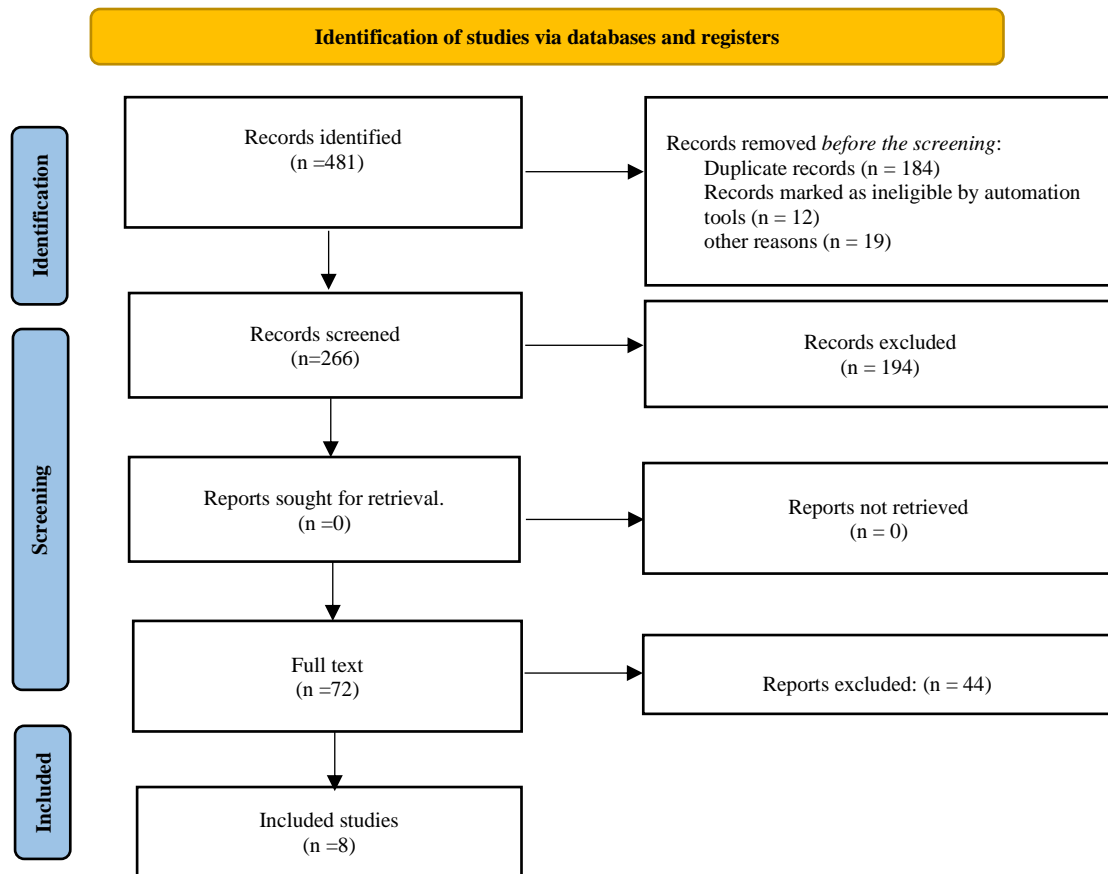 Identification of studies via databases and registers
Identification
Records identified
(n =481)
Records removed before the screening:
Duplicate records (n = 184)
Records marked as ineligible by automation
tools (n = 12)
other reasons (n = 19)
Screening
Records screened
(n=266)
Records excluded
(n = 194)
Reports sought for retrieval.
(n =0)
Reports not retrieved
(n = 0)
Full text
(n =72)
Reports excluded: (n = 44)
Included
Included studies
(n =8)